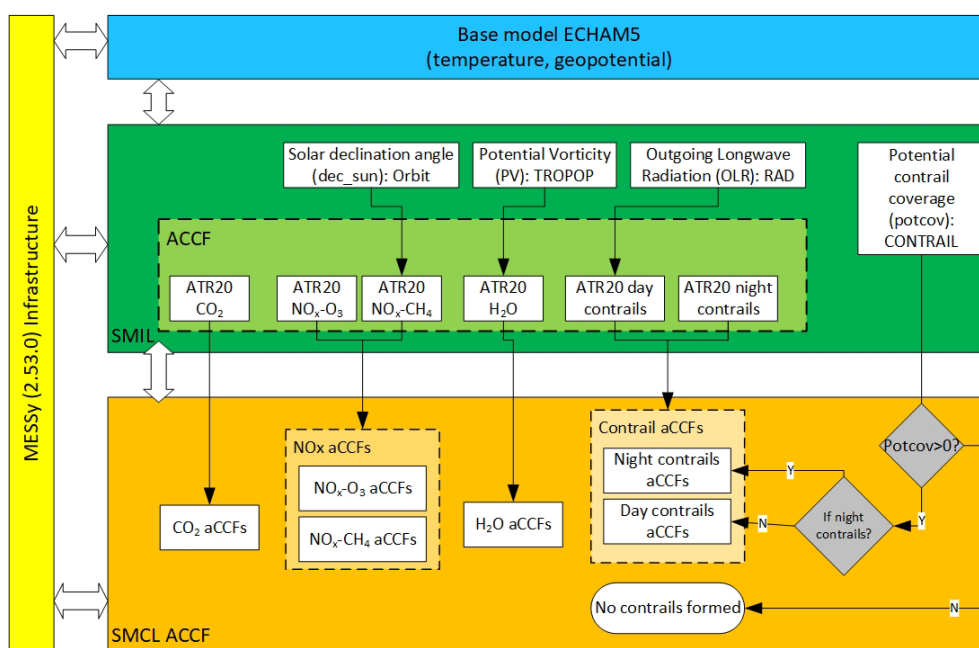 MESSy (2.53.0) Infrastructure
Base model ECHAM5
(temperature, geopotential)
Solar declination angle
(dec_sun): Orbit
Potential Vorticity
(PV): TROPOP
Outgoing Longwave
Radiation (OLR): RAD
Potential
contrail
coverage
(potcov):
CONTRAIL
ACCF
ATR20
CO₂
ATR20
NOₓ-O₃
ATR20
NOₓ-CH₄
ATR20
H₂O
ATR20 day
contrails
ATR20 night
contrails
SMIL
NOx aCCFs
NOₓ-O₃ aCCFs
NOₓ-CH₄ aCCFs
CO₂ aCCFs
H₂O aCCFs
Contrail aCCFs
Night contrails
aCCFs
Day contrails
aCCFs
Potcov>0?
Y
Y
N
If night
contrails?
No contrails formed
N
SMCL ACCF